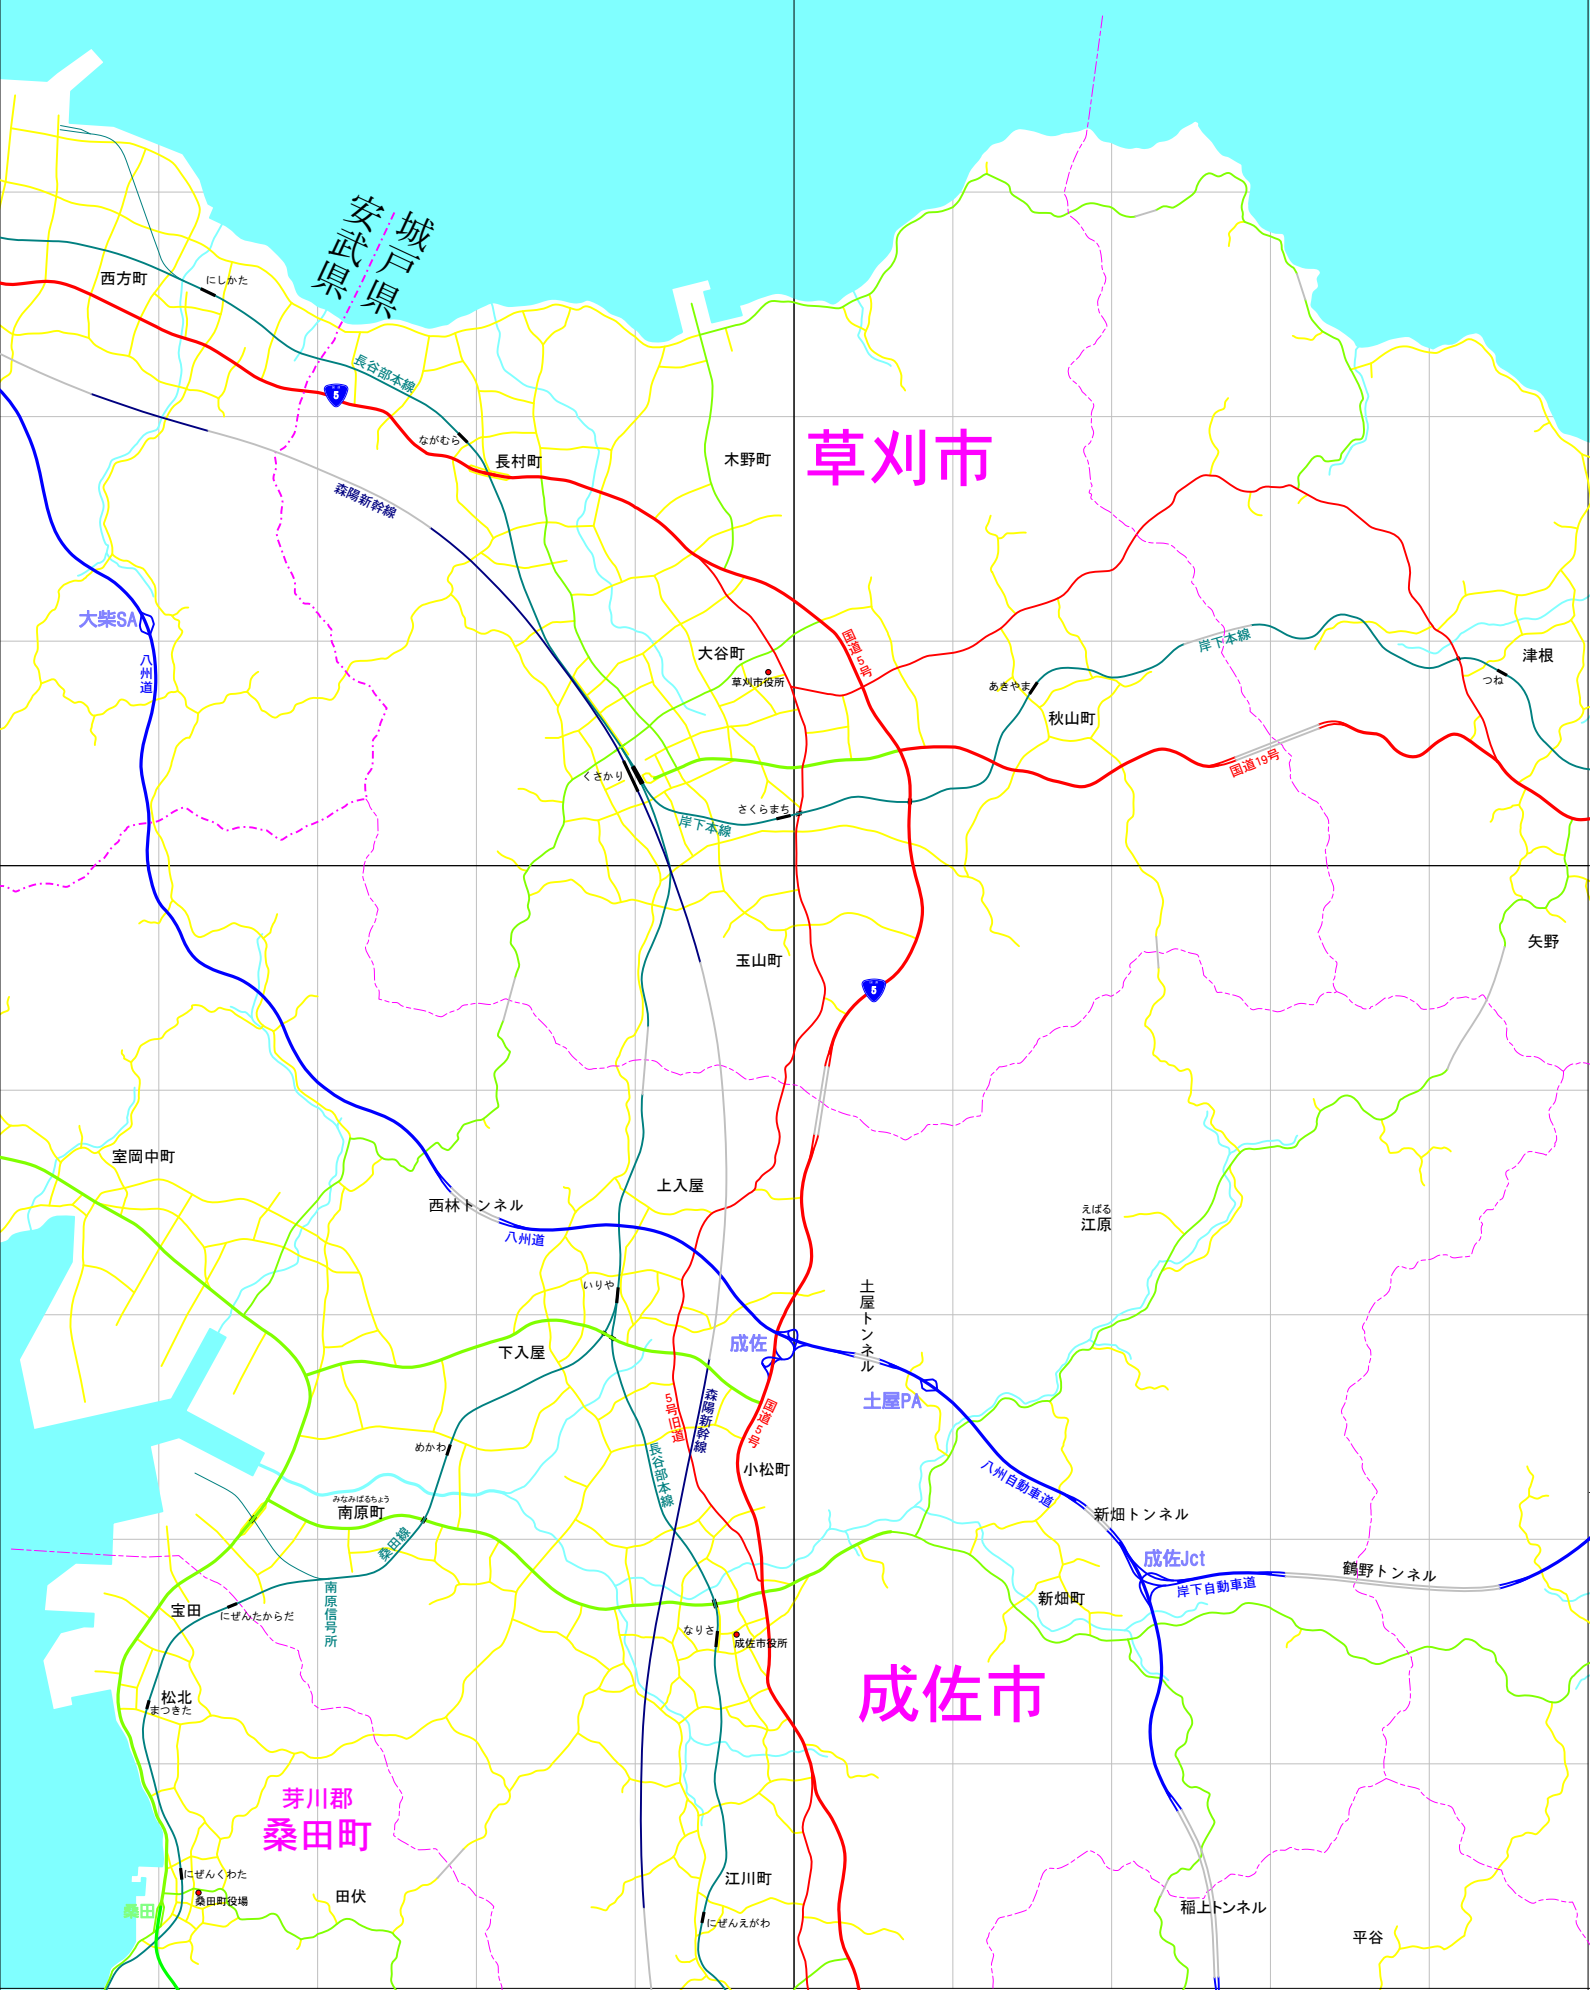 安武県
城戸県
西方町
にしかた
長谷部本線
5
ながむら
長村町
木野町
草刈市
森陽新幹線
大柴SA
八州道
大谷町
草刈市役所
国道5号
岸下本線
あきやま
秋山町
津根
つね
国道19号
くさかり
さくらまち
岸下本線
玉山町
5
矢野
室岡中町
西林トンネル
八州道
上入屋
えばる
江原
いりや
下入屋
成佐
土屋トンネル
土屋PA
5号旧道
森陽新幹線
国道5号
めかわ
長谷部本線
小松町
八州自動車道
みなみばるちょう
南原町
桑田線
新畑トンネル
成佐Jct
鶴野トンネル
岸下自動車道
宝田
にぜんたからだ
南原信号所
新畑町
なりさ
成佐市役所
成佐市
松北
まつきた
芽川郡
桑田町
にぜんくわた
桑田町役場
桑田
田伏
江川町
にぜんえがわ
稲上トンネル
平谷